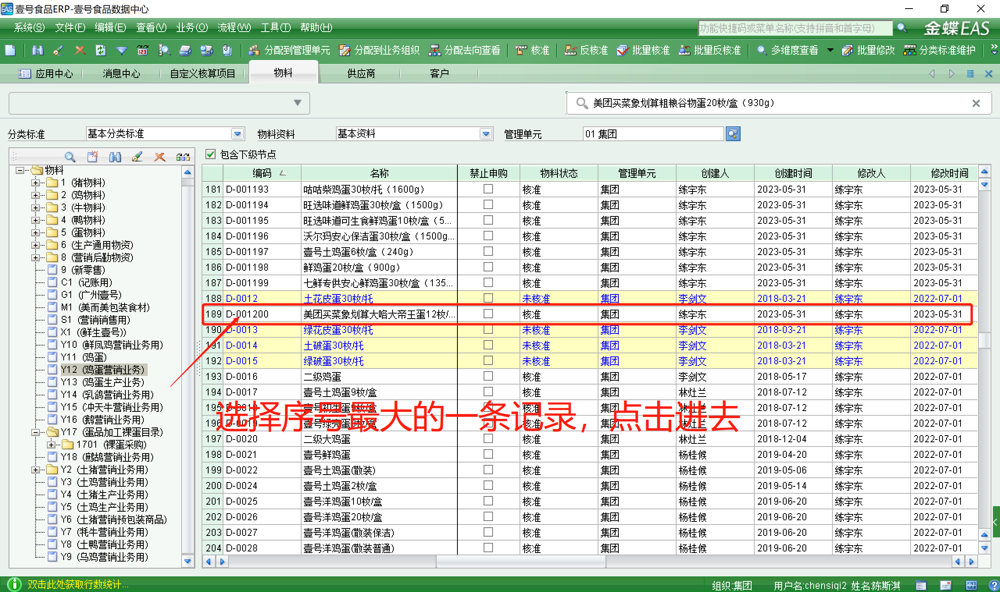 壹号食品ERP-壹号食品数据中心
系统(S) 文件(F) 编辑(E) 查看(V) 业务(O) 流程(W) 工具(T) 帮助(H) 功能快捷码或菜单名称(支持拼音和首字母) 金蝶EAS
分配到管理单元 分配到业务组织 分配去向查看 核准 反核准 批量核准 批量反核准 多维度查看 批量修改 分类标准维护
应用中心 消息中心 自定义核算项目 物料 供应商 客户
美团买菜象划算粗粮谷物蛋20枚/盒（930g）
分类标准 基本分类标准 物料资料 基本资料 管理单元 01 集团
包含下级节点
物料
1 (猪物料)
2 (鸡物料)
3 (牛物料)
4 (鸭物料)
5 (蛋物料)
6 (生产通用物资)
8 (营销后勤物资)
9 (新零售)
C1 (记账用)
G1 (广州壹号)
M1 (美而美包装食材)
S1 (营销销售用)
X1 ((鲜生壹号))
Y10 (鲜凤鸡营销业务用)
Y11 (鸡蛋)
Y12 (鸡蛋营销业务)
Y13 (鸡蛋生产业务)
Y14 (乳鸽营销业务用)
Y15 (冲天牛营销业务用)
Y16 (鹅营销业务用)
Y17 (蛋品加工裸蛋目录)
1701 (裸蛋采购)
Y18 (鹧鸪营销业务用)
Y2 (土猪营销业务用)
Y3 (土鸡营销业务用)
Y4 (土猪生产业务用)
Y5 (土鸡生产业务用)
Y6 (土猪营销预包装商品)
Y7 (牦牛营销业务用)
Y8 (土鸭营销业务用)
Y9 (乌鸡营销业务用)
编码 名称 禁止申购 物料状态 管理单元 创建人 创建时间 修改人 修改时间
181 D-001193 咕咕柴鸡蛋30枚/托（1600g） 核准 集团 练宇东 2023-05-31 练宇东 2023-05-31
182 D-001194 旺选味道鲜鸡蛋30枚/盒（1500g） 核准 集团 练宇东 2023-05-31 练宇东 2023-05-31
183 D-001195 旺选味道可生食鲜鸡蛋10枚/盒（5... 核准 集团 练宇东 2023-05-31 练宇东 2023-05-31
184 D-001196 沃尔玛安心保洁蛋30枚/盒（1500g... 核准 集团 练宇东 2023-05-31 练宇东 2023-05-31
185 D-001197 壹号土鸡蛋6枚/盒（240g） 核准 集团 练宇东 2023-05-31 练宇东 2023-05-31
186 D-001198 鲜鸡蛋20枚/盒（900g） 核准 集团 练宇东 2023-05-31 练宇东 2023-05-31
187 D-001199 七鲜专供安心鲜鸡蛋30枚/盒（135... 核准 集团 练宇东 2023-05-31 练宇东 2023-05-31
188 D-0012 土花皮蛋30枚/托 未核准 集团 李剑文 2018-03-21 练宇东 2022-07-01
189 D-001200 美团买菜象划算大咯大帝王蛋12枚/... 核准 集团 练宇东 2023-05-31 练宇东 2023-05-31
190 D-0013 绿花皮蛋30枚/托 未核准 集团 李剑文 2018-03-21 练宇东 2022-07-01
191 D-0014 土破蛋30枚/托 未核准 集团 李剑文 2018-03-21 练宇东 2022-07-01
192 D-0015 绿破蛋30枚/托 未核准 集团 李剑文 2018-03-21 练宇东 2022-07-01
193 D-0016 二级鸡蛋 核准 集团 李剑文 2018-05-17 练宇东 2022-07-01
194 D-0017 壹号土鸡蛋9枚/盒 核准 集团 林灶兰 2018-07-12 练宇东 2022-07-01
195 核准 集团 林灶兰 2018-07-12 练宇东 2022-07-01
选择序号最大的一条记录，点击进去
196 D-0019 核准 集团 林灶兰 2018-07-12 练宇东 2022-07-01
197 D-0020 二级大鸡蛋 核准 集团 林灶兰 2018-12-04 练宇东 2022-07-01
198 D-0021 壹号鲜鸡蛋 核准 集团 杨桂候 2019-04-20 练宇东 2022-07-01
199 D-0022 壹号土鸡蛋(散装) 核准 集团 杨桂候 2019-05-06 练宇东 2022-07-01
200 D-0024 壹号土鸡蛋2枚/盒 核准 集团 杨桂候 2019-05-14 练宇东 2022-07-01
201 D-0025 壹号洋鸡蛋10枚/盒 核准 集团 杨桂候 2019-06-20 练宇东 2022-07-01
202 D-0026 壹号洋鸡蛋20枚/盒 核准 集团 杨桂候 2019-06-20 练宇东 2022-07-01
203 D-0027 壹号洋鸡蛋(散装保洁) 核准 集团 杨桂候 2019-06-20 练宇东 2022-07-01
204 D-0028 壹号洋鸡蛋(散装普通) 核准 集团 杨桂候 2019-06-20 练宇东 2022-07-01
双击此处获取行数统计... 组织:集团 用户名:chensiqi2 姓名:陈斯淇